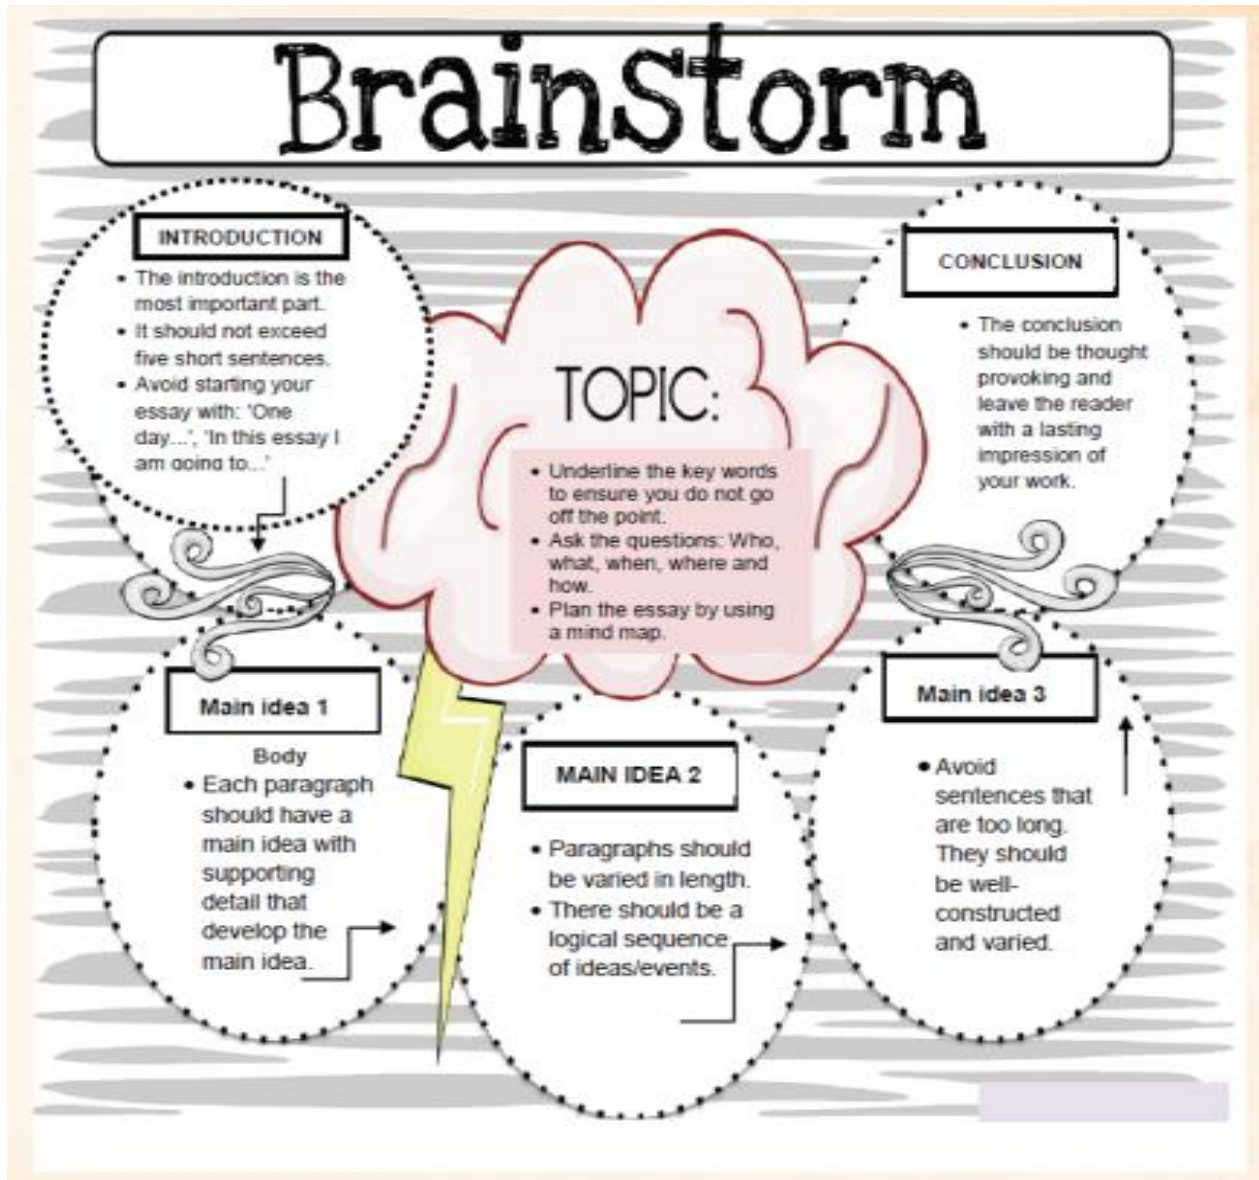 Brainstorm
INTRODUCTION
• The introduction is the
most important part.
• It should not exceed
five short sentences.
• Avoid starting your
essay with: 'One
day...', 'In this essay I
am going to...'
TOPIC:
• Underline the key words
to ensure you do not go
off the point.
• Ask the questions: Who,
what, when, where and
how.
• Plan the essay by using
a mind map.
CONCLUSION
• The conclusion
should be thought
provoking and
leave the reader
with a lasting
impression of
your work.
Main idea 1
Body
• Each paragraph
should have a
main idea with
supporting
detail that
develop the
main idea.
MAIN IDEA 2
• Paragraphs should
be varied in length.
• There should be a
logical sequence
of ideas/events.
Main idea 3
• Avoid
sentences that
are too long.
They should
be well-
constructed
and varied.